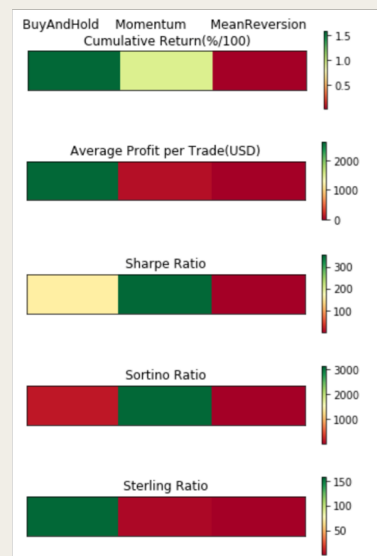 BuyAndHold Momentum MeanReversion
Cumulative Return(%/100)
1.5
1.0
0.5
Average Profit per Trade(USD)
2000
1000
0
Sharpe Ratio
300
200
100
Sortino Ratio
3000
2000
1000
Sterling Ratio
150
100
50